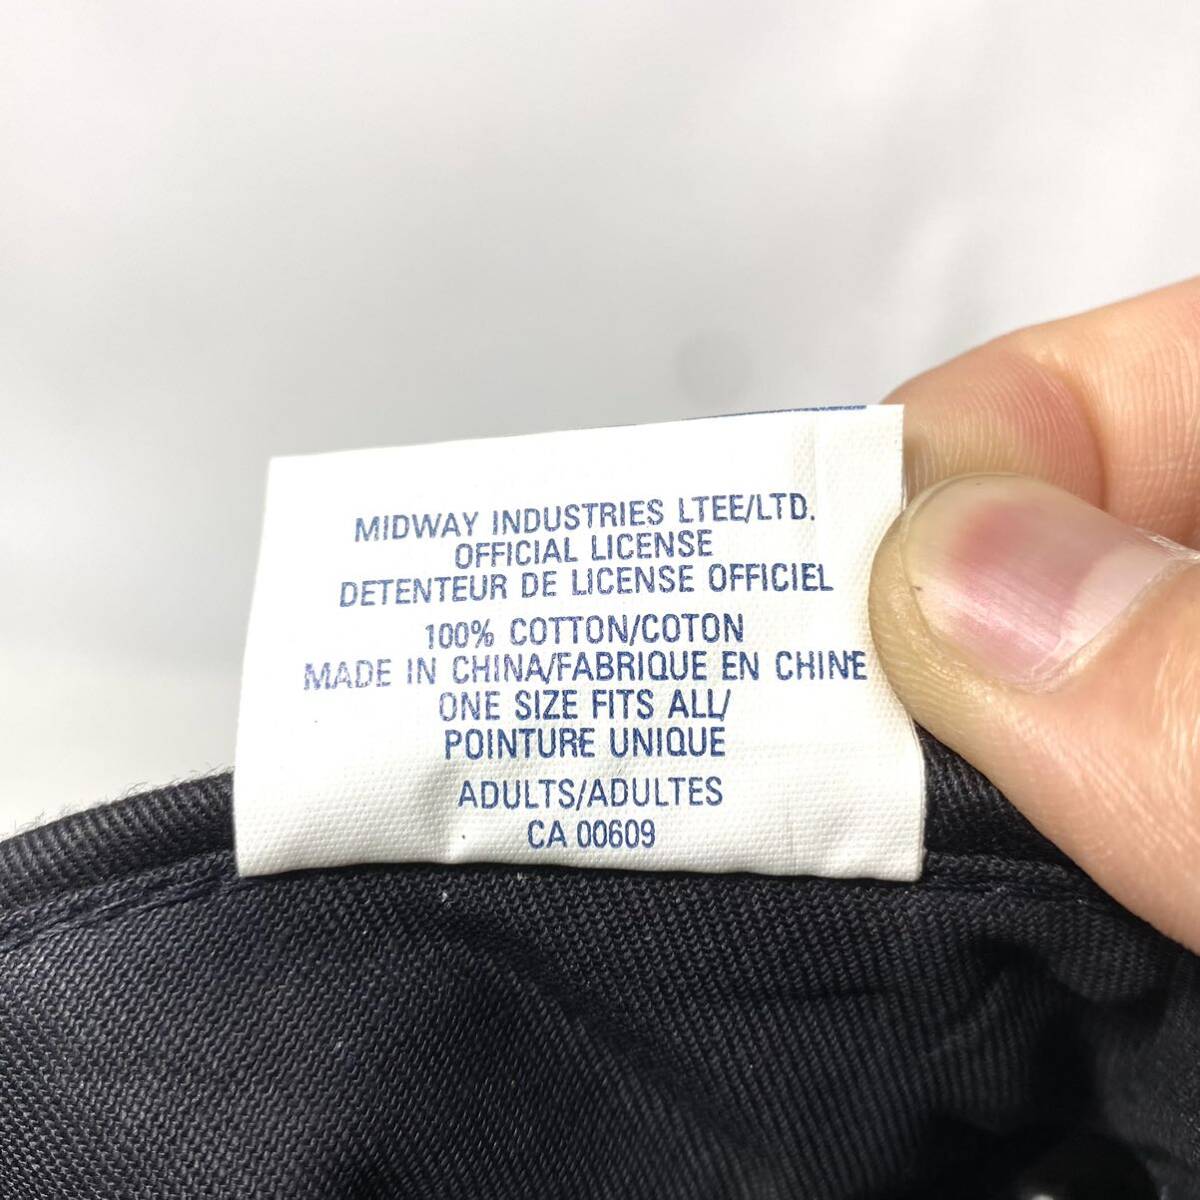 MIDWAY INDUSTRIES LTEE/LTD.
OFFICIAL LICENSE
DETENTEUR DE LICENSE OFFICIEL
100% COTTON/COTON
MADE IN CHINA/FABRIQUE EN CHINE
ONE SIZE FITS ALL/
POINTURE UNIQUE
ADULTS/ADULTES
CA 00609